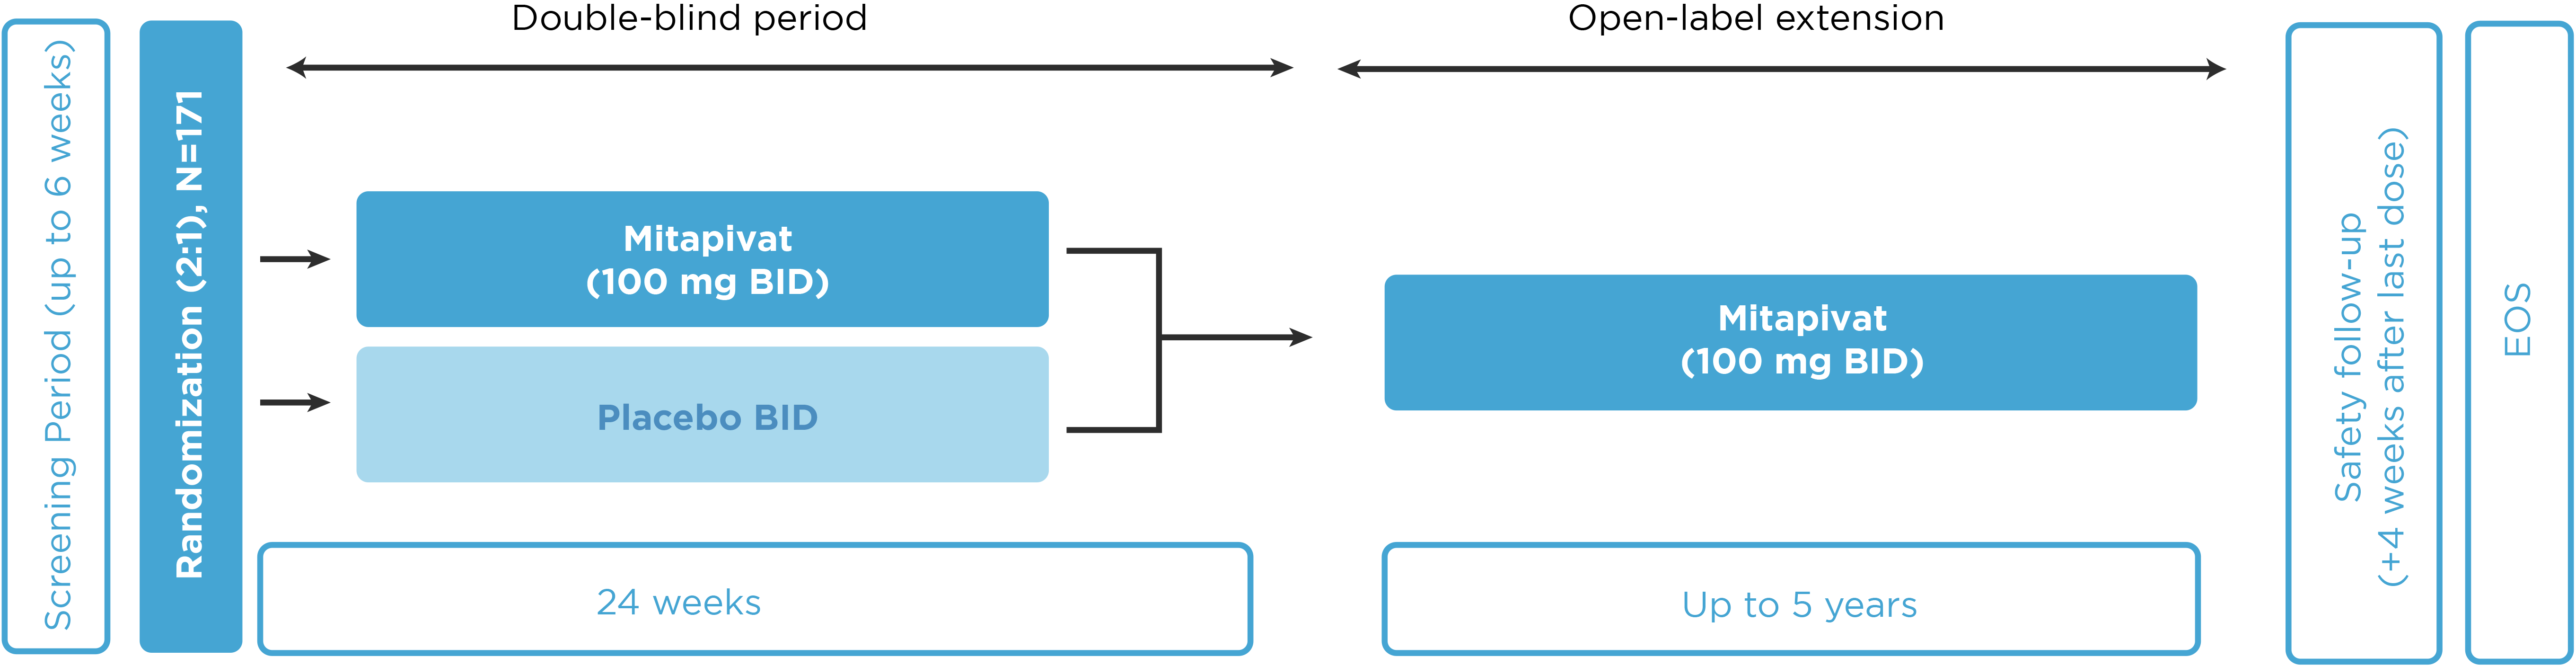 Double-blind period
Open-label extension
Screening Period (up to 6 weeks)
Randomization (2:1), N=171
Mitapivat
(100 mg BID)
Placebo BID
Mitapivat
(100 mg BID)
Safety follow-up
(+4 weeks after last dose)
EOS
24 weeks
Up to 5 years